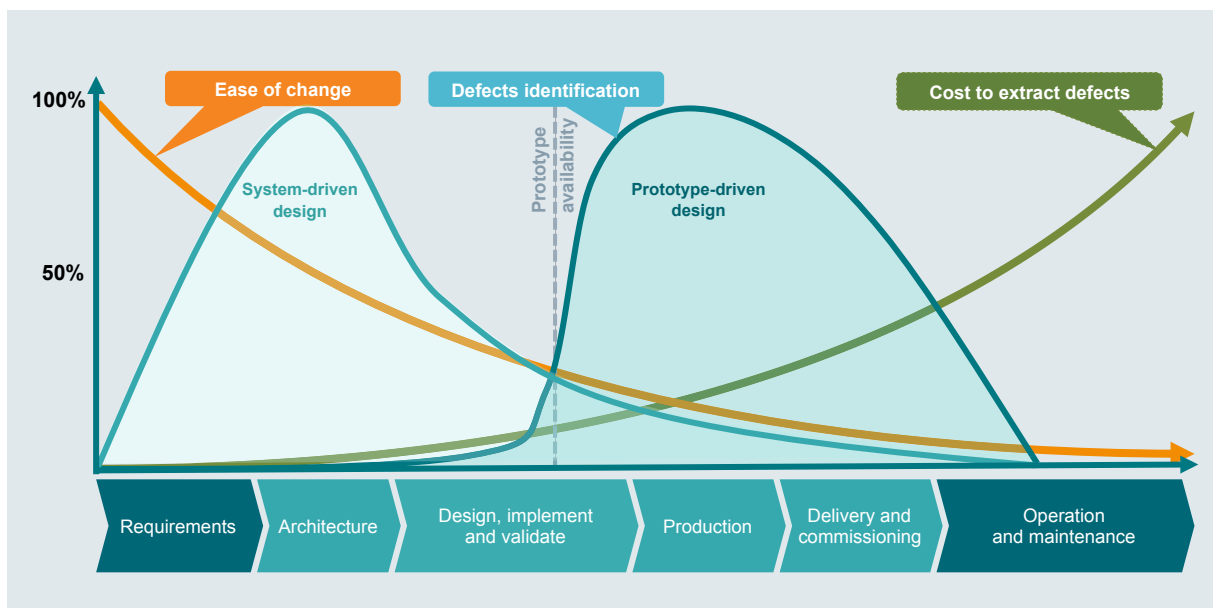 Ease of change
Defects identification
Cost to extract defects
100%
50%
System-driven
design
Prototype
availability
Prototype-driven
design
Requirements
Architecture
Design, implement
and validate
Production
Delivery and
commissioning
Operation
and maintenance